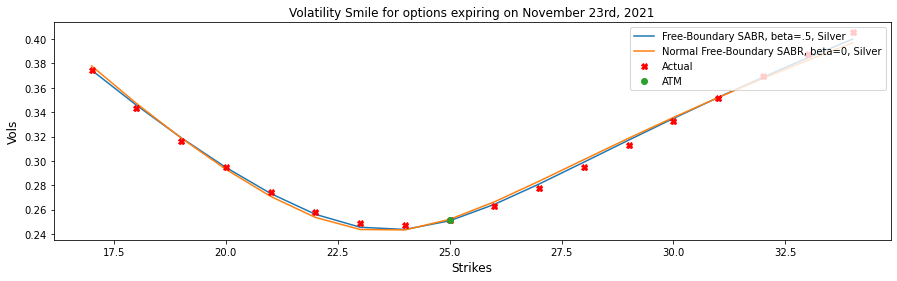 Volatility Smile for options expiring on November 23rd, 2021
Free-Boundary SABR, beta=.5, Silver
Normal Free-Boundary SABR, beta=0, Silver
Actual
ATM
Vols
0.40
0.38
0.36
0.34
0.32
0.30
0.28
0.26
0.24
17.5
20.0
22.5
25.0
27.5
30.0
32.5
Strikes